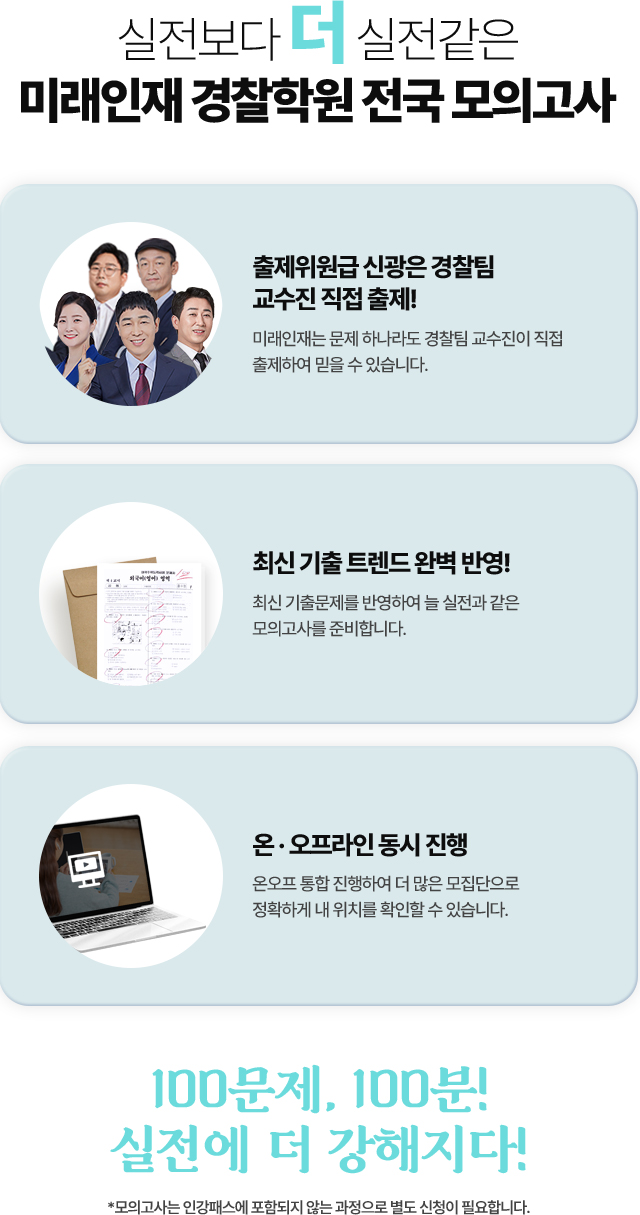 실전보다 더 실전같은
미래인재 경찰학원 전국 모의고사
출제위원급 신광은 경찰팀
교수진 직접 출제!
미래인재는 문제 하나라도 경찰팀 교수진이 직접
출제하여 믿을 수 있습니다.
외국어(영어) 영역
최신 기출 트렌드 완벽 반영!
최신 기출문제를 반영하여 늘 실전과 같은
모의고사를 준비합니다.
온·오프라인 동시 진행
온오프 통합 진행하여 더 많은 모집단으로
정확하게 내 위치를 확인할 수 있습니다.
100문제, 100분!
실전에 더 강해지다!
*모의고사는 인강패스에 포함되지 않는 과정으로 별도 신청이 필요합니다.